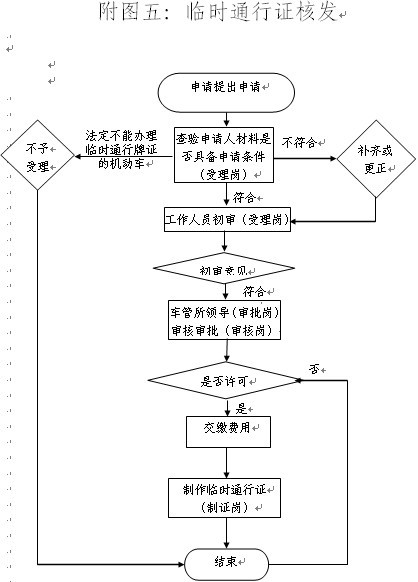 附图五：临时通行证核发
申请提出申请
法定不能办理
临时通行牌证
的机动车
不予
受理
查验申请人材料是
否具备申请条件
（受理岗）
不符合
补齐或
更正
符合
工作人员初审（受理岗）
初审意见
符合
车管所领导（审批岗）
审核审批（审核岗）
是否许可
否
是
交缴费用
制作临时通行证
（制证岗）
结束